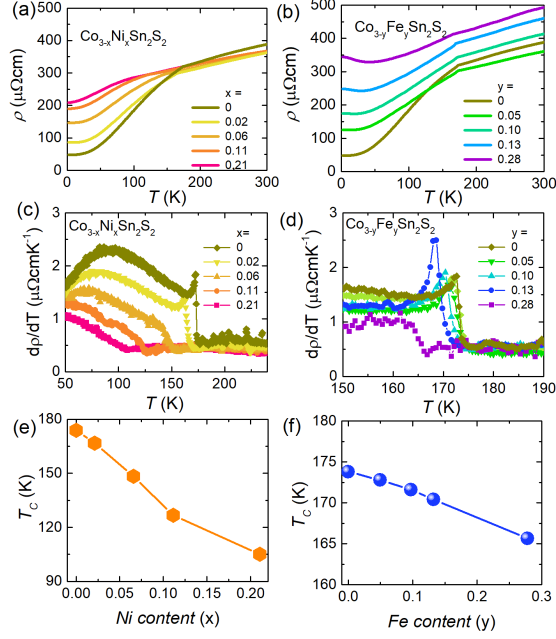 (a)
Co3-xNixSn2S2
x =
0
0.02
0.06
0.11
0.21
ρ (μΩcm)
500
400
300
200
100
0
0 100 200 300
T (K)
(b)
Co3-yFeySn2S2
y =
0
0.05
0.10
0.13
0.28
ρ (μΩcm)
500
400
300
200
100
0
0 100 200 300
T (K)
(c)
Co3-xNixSn2S2
x=
0
0.02
0.06
0.11
0.21
dρ/dT (μΩcmK-1)
3
2
1
0
50 100 150 200
T (K)
(d)
Co3-yFeySn2S2
y =
0
0.05
0.10
0.13
0.28
dρ/dT (μΩcmK-1)
3
2
1
0
150 160 170 180 190
T (K)
(e)
TC (K)
180
150
120
90
0.00 0.05 0.10 0.15 0.20
Ni content (x)
(f)
TC (K)
180
175
170
165
160
0.0 0.1 0.2 0.3
Fe content (y)